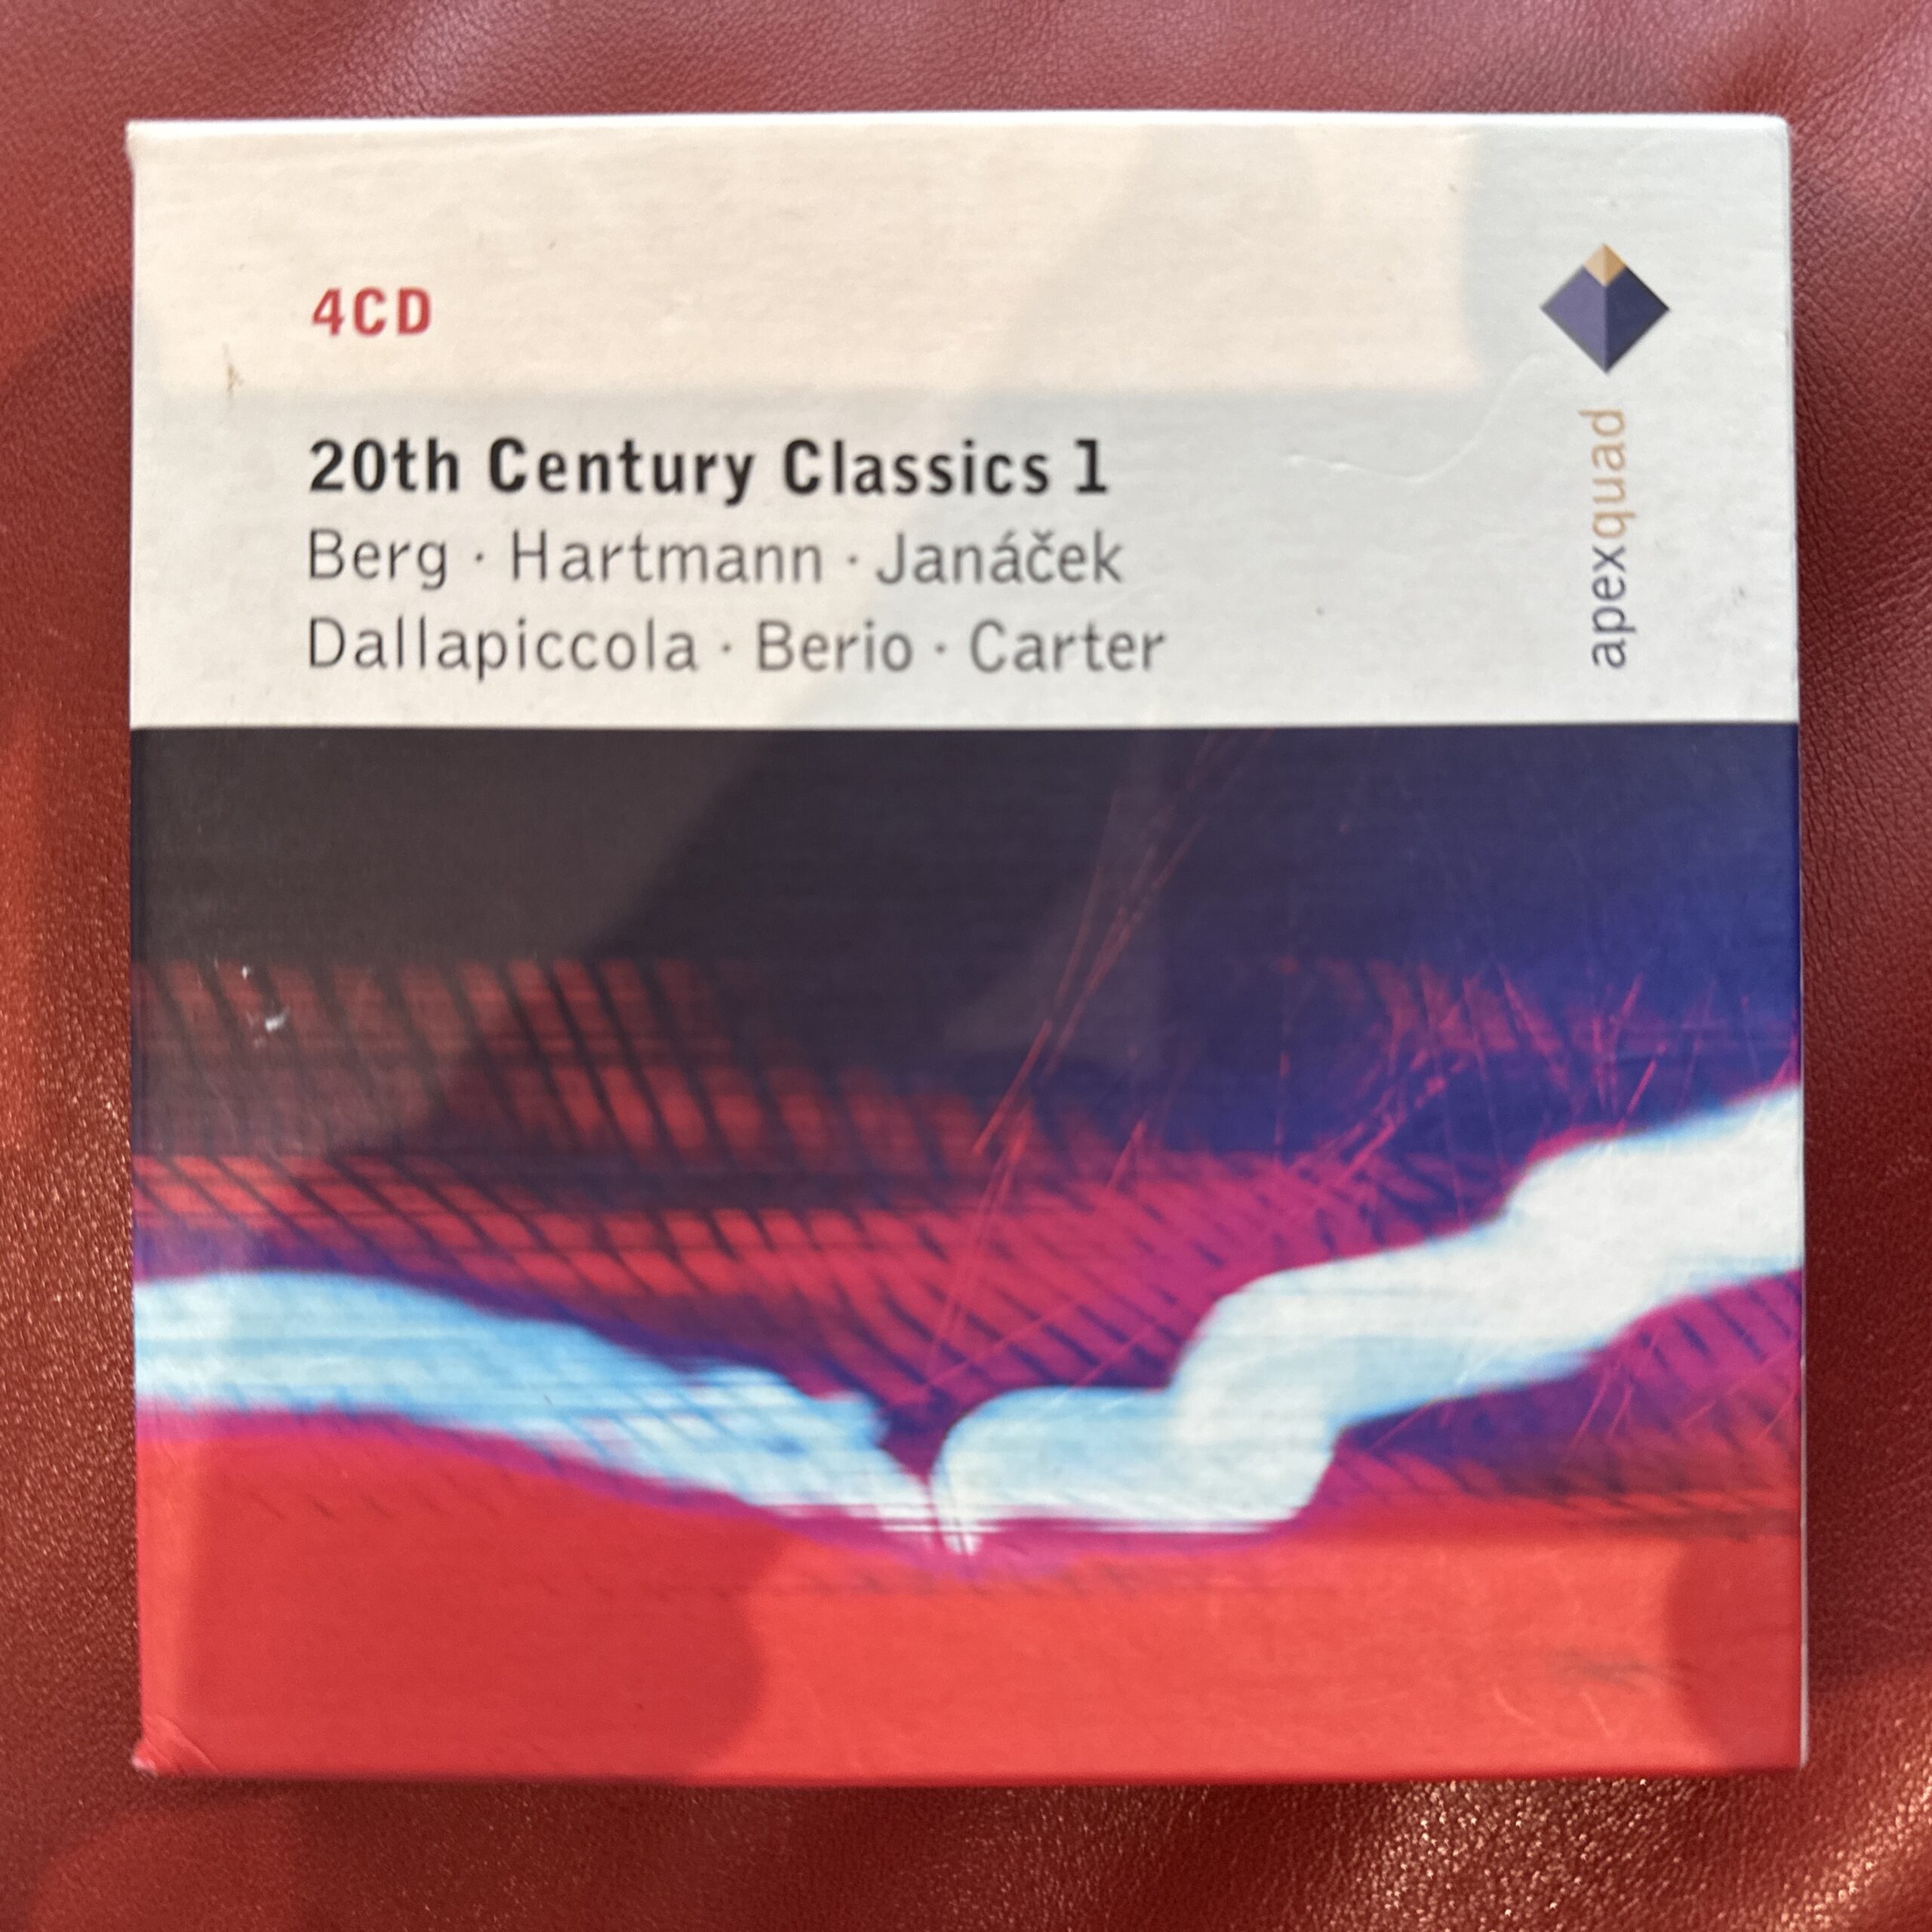 4CD
20th Century Classics 1
Berg · Hartmann · Janáček
Dallapiccola · Berio · Carter
apexquad